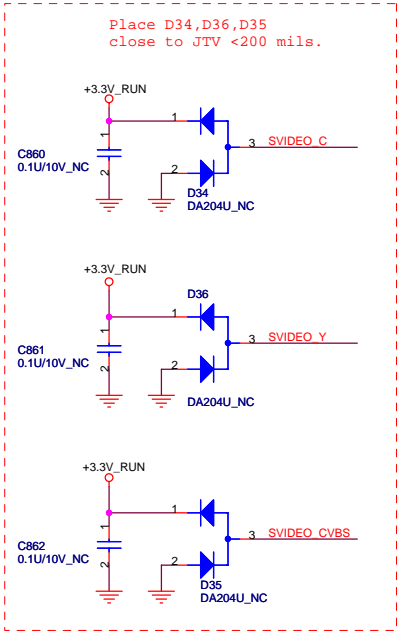 Place D34,D36,D35
close to JTV <200 mils.
+3.3V_RUN
1
1
3 SVIDEO_C
C860
0.1U/10V_NC
2
2
D34
DA204U_NC
+3.3V_RUN
D36
1
1
3 SVIDEO_Y
C861
0.1U/10V_NC
2
2
DA204U_NC
+3.3V_RUN
1
1
3 SVIDEO_CVBS
C862
0.1U/10V_NC
2
2
D35
DA204U_NC